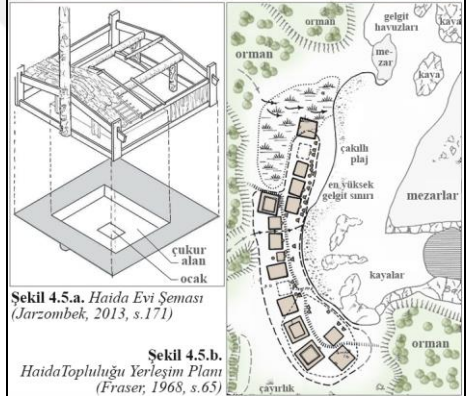 çukur
alan
ocak
Şekil 4.5.a. Haida Evi Şeması
(Jarzombek, 2013, s.171)
Şekil 4.5.b.
HaidaTopluluğu Yerleşim Planı
(Fraser, 1968, s.65)
orman
orman
gelgit
havuzları
kaya
me-
zar
kaya
çakıllı
plaj
en yüksek
gelgit sınırı
mezarlar
kayalar
orman
çayırlık